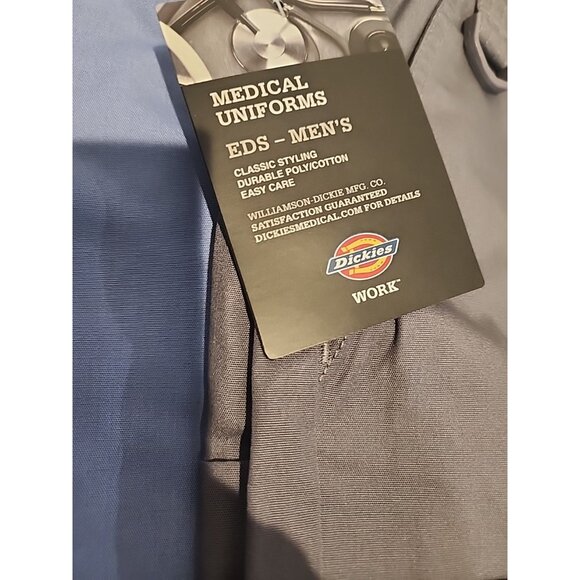 MEDICAL
UNIFORMS
EDS – MEN'S
CLASSIC STYLING
DURABLE POLY/COTTON
EASY CARE
WILLIAMSON-DICKIE MFG. CO.
SATISFACTION GUARANTEED
DICKIESMEDICAL.COM FOR DETAILS
Dickies
WORK™